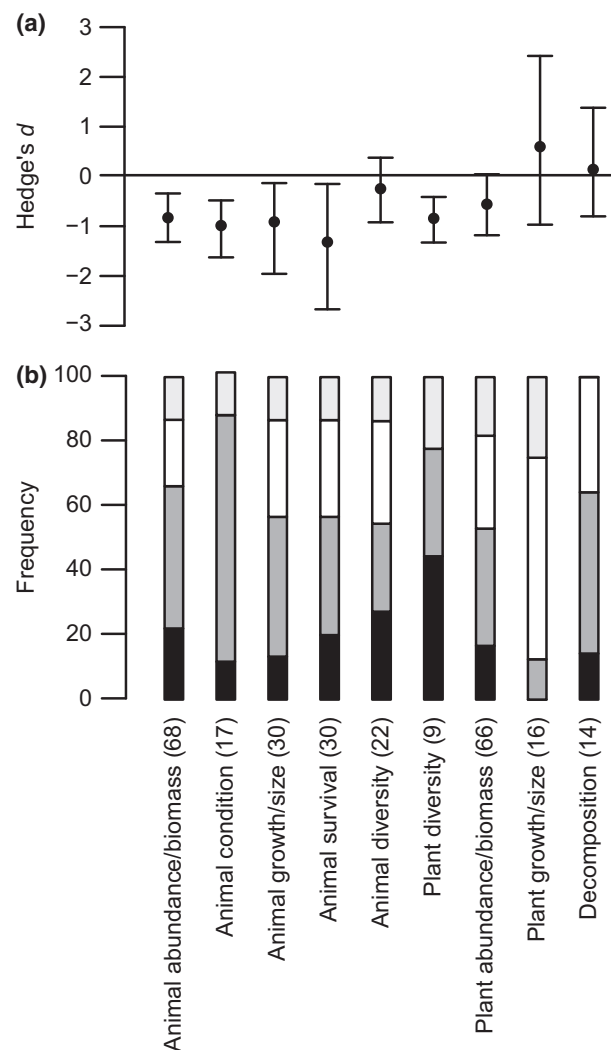 (a)
3
2
1
0
−1
−2
−3
Hedge's d
(b)
100
80
60
40
20
0
Frequency
Animal abundance/biomass (68)
Animal condition (17)
Animal growth/size (30)
Animal survival (30)
Animal diversity (22)
Plant diversity (9)
Plant abundance/biomass (66)
Plant growth/size (16)
Decomposition (14)